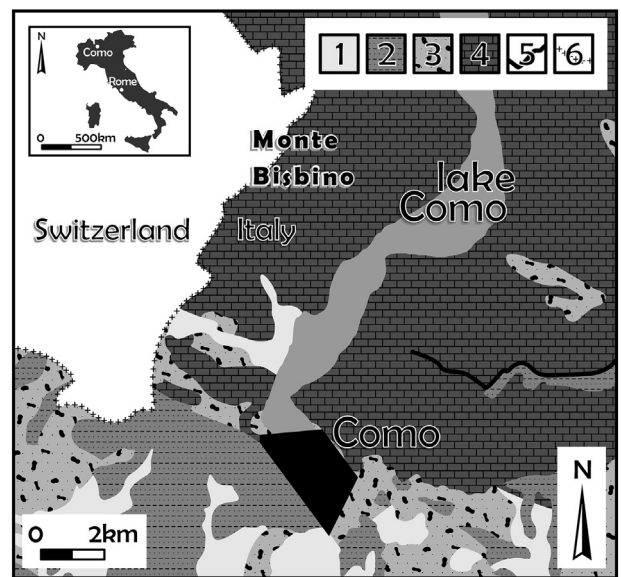 N
Como
Rome
0 500km
1 2 3 4 5 6
Monte
Bisbino
lake
Como
Switzerland Italy
Como
N
0 2km